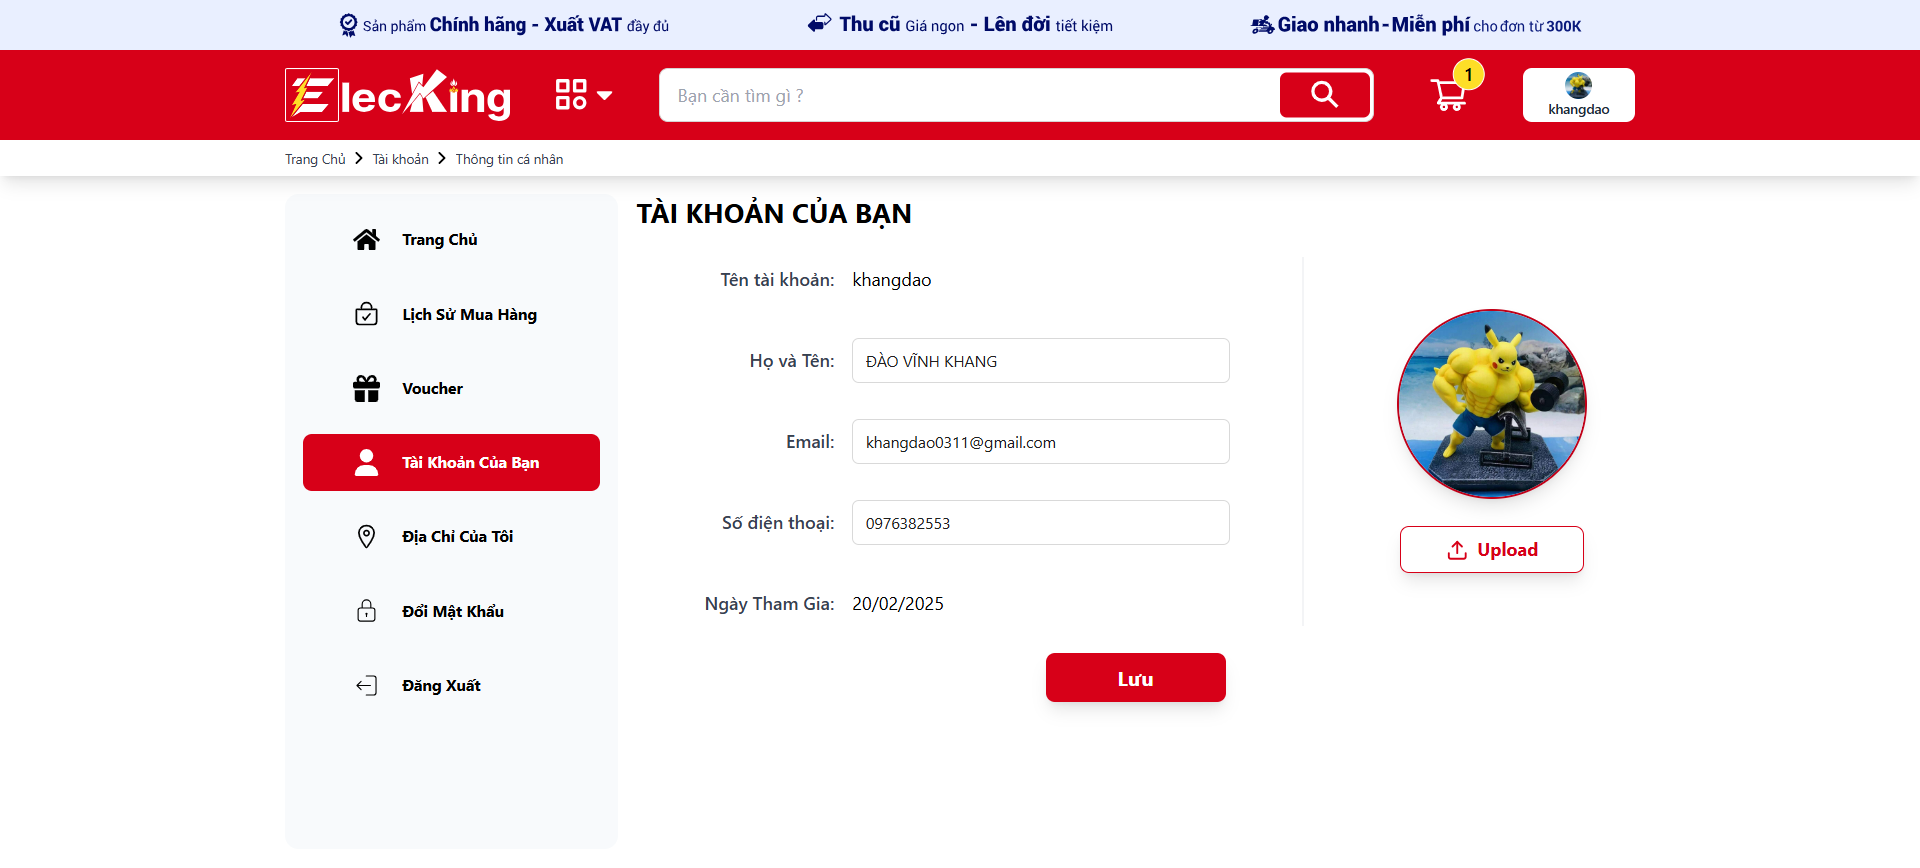 Sản phẩm Chính hãng - Xuất VAT đầy đủ
Thu cũ Giá ngon - Lên đời tiết kiệm
Giao nhanh - Miễn phí cho đơn từ 300K
ElecKing
Bạn cần tìm gì ?
1
khangdao
Trang Chủ > Tài khoản > Thông tin cá nhân
Trang Chủ
Lịch Sử Mua Hàng
Voucher
Tài Khoản Của Bạn
Địa Chỉ Của Tôi
Đổi Mật Khẩu
Đăng Xuất
TÀI KHOẢN CỦA BẠN
Tên tài khoản: khangdao
Họ và Tên: ĐÀO VĨNH KHANG
Email: khangdao0311@gmail.com
Số điện thoại: 0976382553
Ngày Tham Gia: 20/02/2025
Lưu
Upload